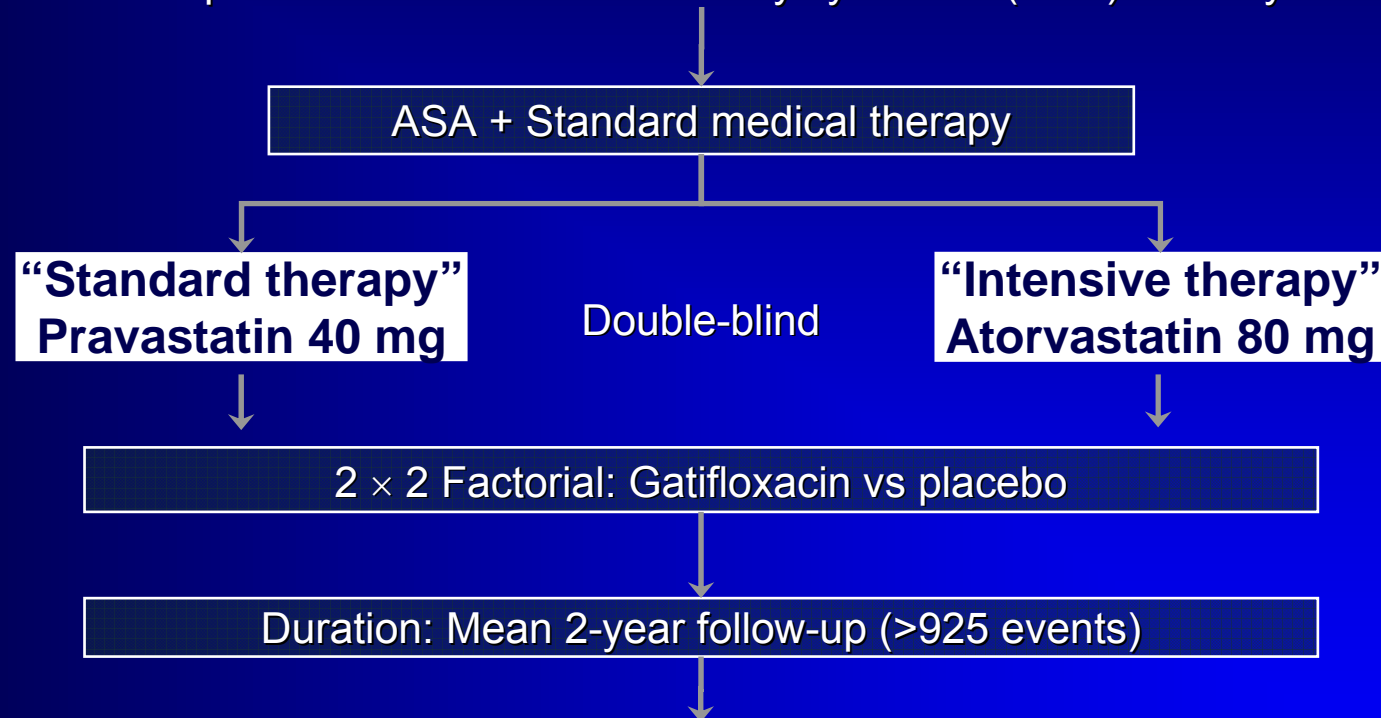 ASA + Standard medical therapy
“Standard therapy”
Pravastatin 40 mg
Double-blind
“Intensive therapy”
Atorvastatin 80 mg
2 × 2 Factorial: Gatifloxacin vs placebo
Duration: Mean 2-year follow-up (>925 events)